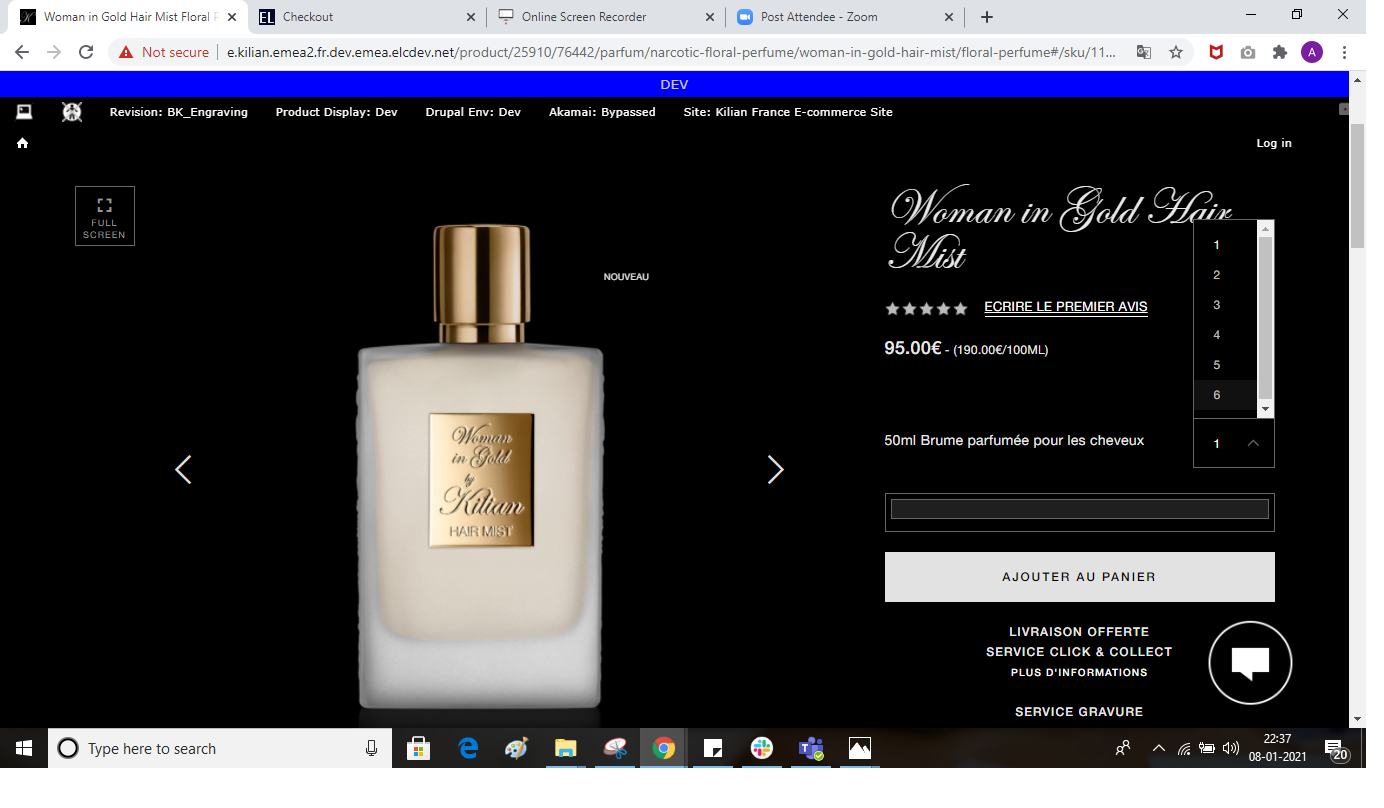 Woman in Gold Hair Mist Floral P
Checkout
Online Screen Recorder
Post Attendee - Zoom
Not secure
e.kilian.emea2.fr.dev.emea.elcdev.net/product/25910/76442/parfum/narcotic-floral-perfume/woman-in-gold-hair-mist/floral-perfume#/sku/11...
A
DEV
Revision: BK_Engraving
Product Display: Dev
Drupal Env: Dev
Akamai: Bypassed
Site: Kilian France E-commerce Site
Log in
FULL
SCREEN
NOUVEAU
Woman
in Gold
by
Kilian
HAIR MIST
Woman in Gold Hair
Mist
ECRIRE LE PREMIER AVIS
95.00€ - (190.00€/100ML)
1
2
3
4
5
6
50ml Brume parfumée pour les cheveux
1
AJOUTER AU PANIER
LIVRAISON OFFERTE
SERVICE CLICK & COLLECT
PLUS D'INFORMATIONS
SERVICE GRAVURE
Type here to search
22:37
08-01-2021
20